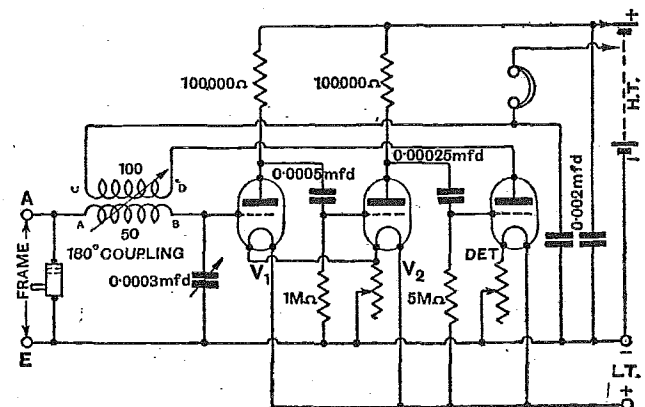 +
100,000Ω
100,000Ω
H.T.
100
0·0005mfd
0·00025mfd
C
D
A
A
B
50
180° COUPLING
0·002mfd
FRAME
0·0003mfd
V₁
V₂
DET
1MΩ
5MΩ
E
−
L.T.
+